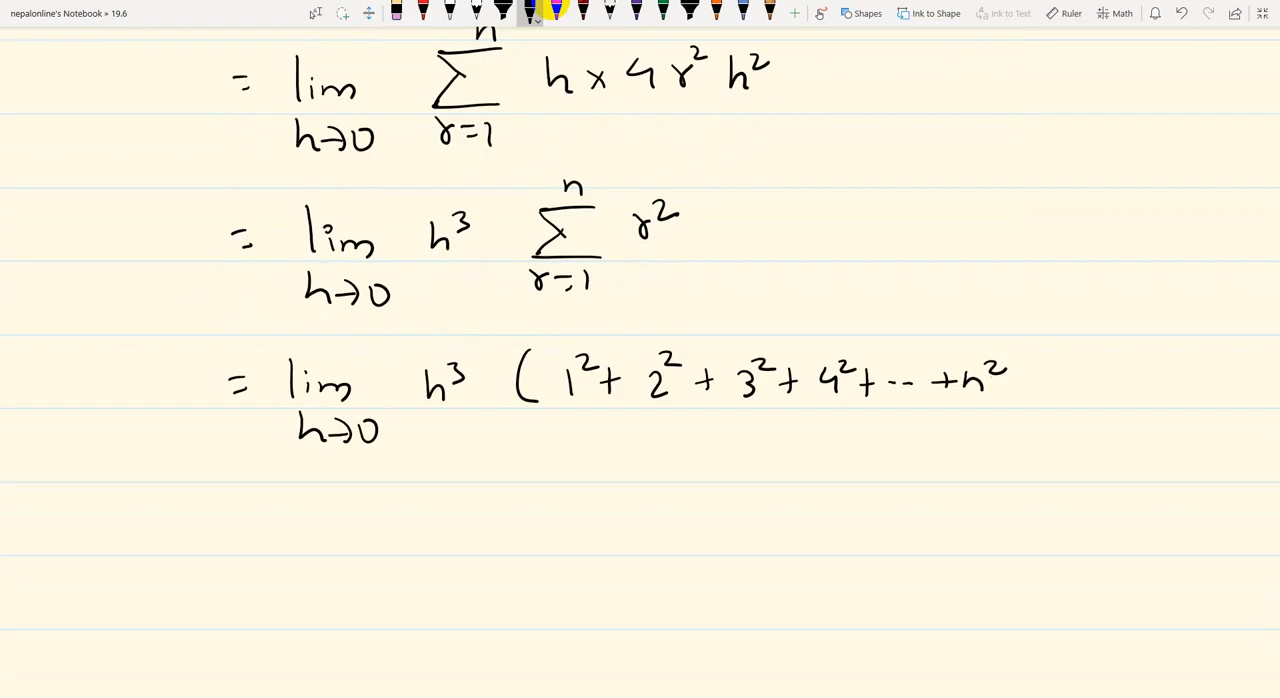 nepalonline's Notebook » 19.6 Shapes Ink to Shape Ink to Text Ruler Math
n
= lim ∑ h × 4 r² h²
h→0 r=1
n
= lim h³ ∑ r²
h→0 r=1
= lim h³ ( 1² + 2² + 3² + 4² + -- + n²
h→0